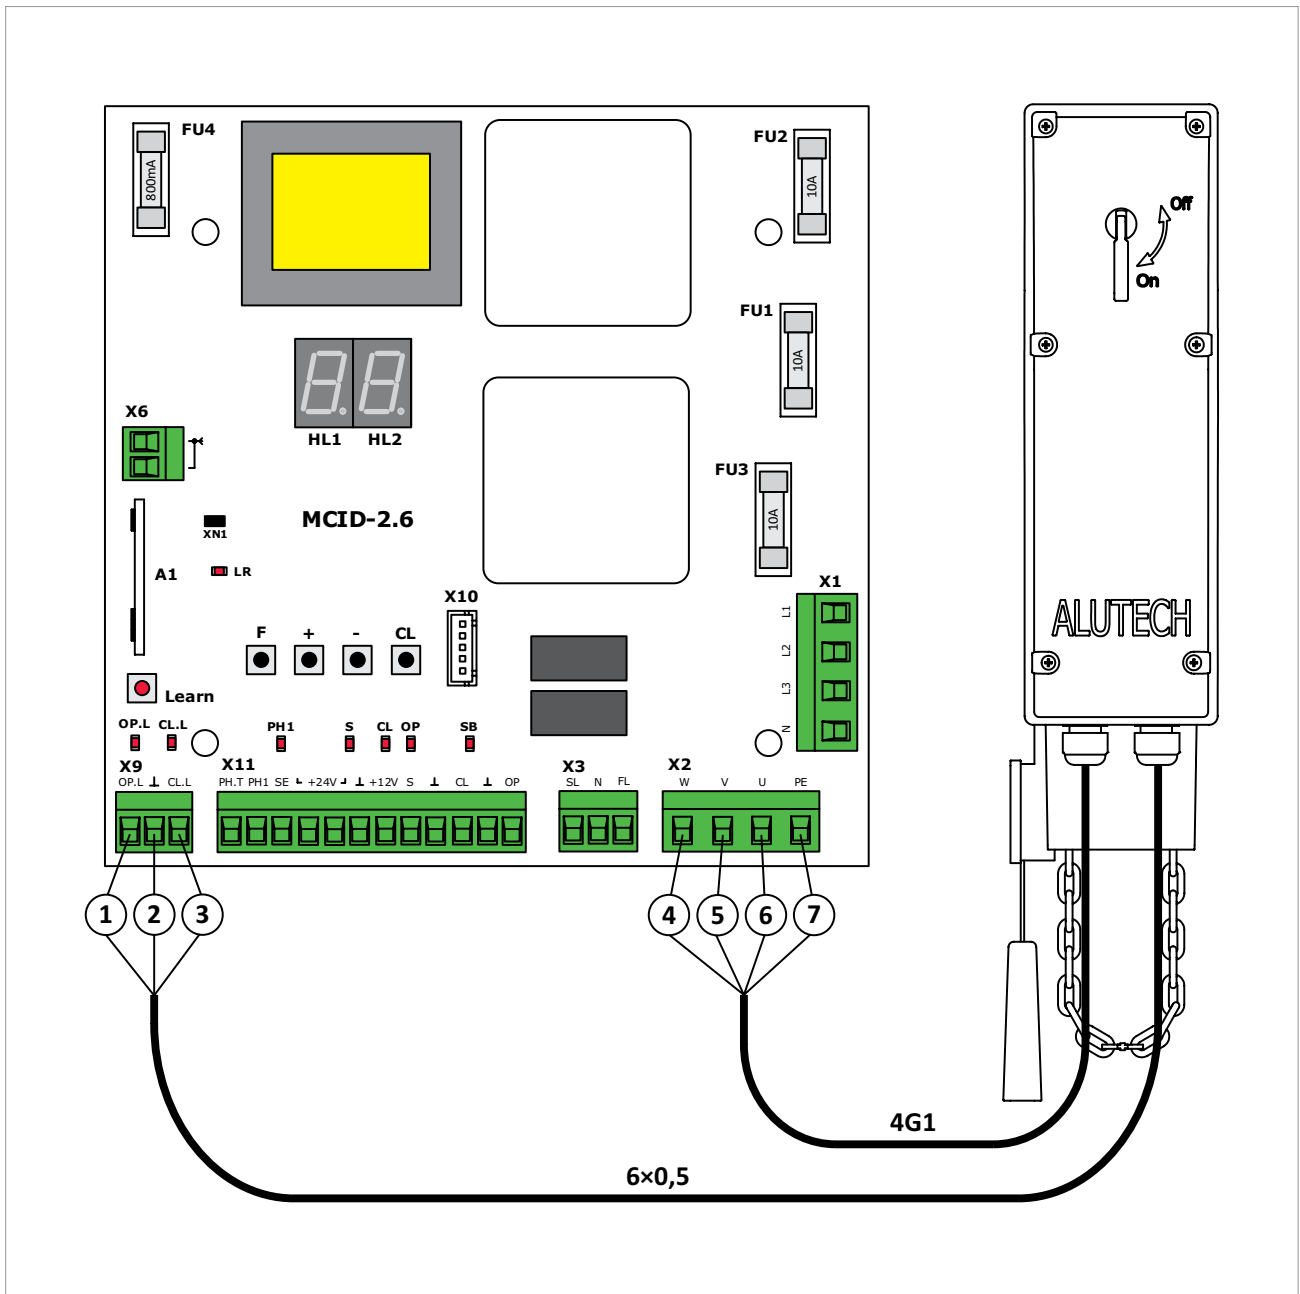 FU4
800mA
FU2
10A
Off
On
FU1
10A
X6
HL1 HL2
FU3
10A
MCID-2.6
XN1
A1
LR
X10
X1
L1
L2
L3
N
ALUTECH
F + - CL
Learn
OP.L CL.L PH1 S CL OP SB
X9 X11 X3 X2
OP.L ⊥ CL.L PH.T PH1 SE +24V ⊥ +12V S ⊥ CL ⊥ OP SL N FL W V U PE
1 2 3 4 5 6 7
4G1
6×0,5